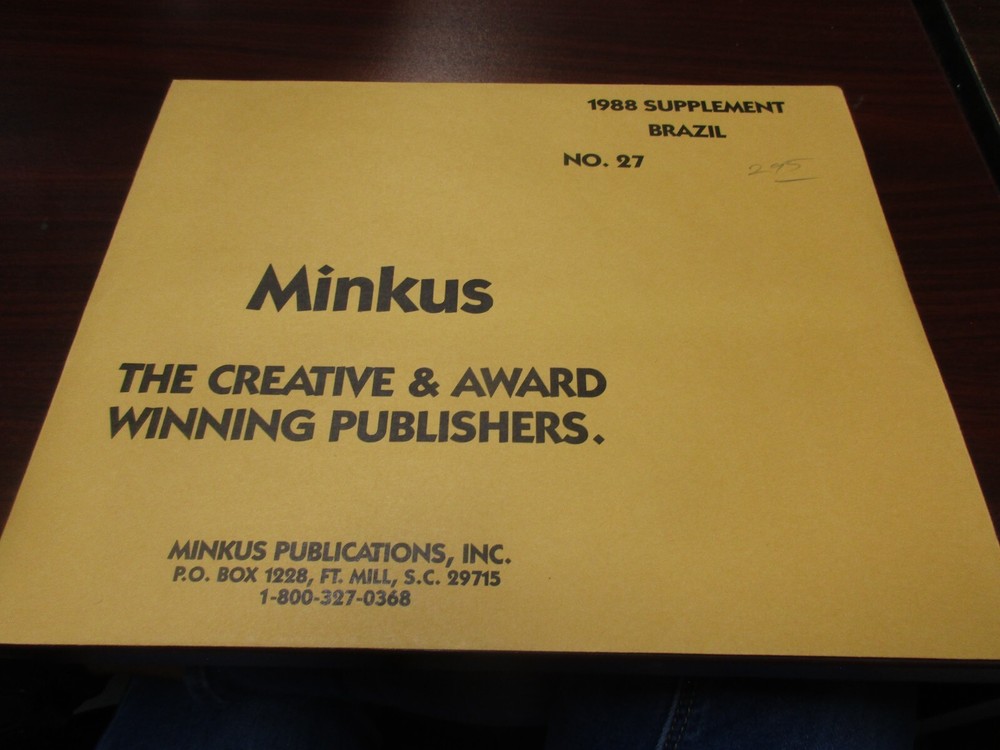 1988 SUPPLEMENT
BRAZIL
NO. 27
295
Minkus
THE CREATIVE & AWARD
WINNING PUBLISHERS.
MINKUS PUBLICATIONS, INC.
P.O. BOX 1228, FT. MILL, S.C. 29715
1-800-327-0368